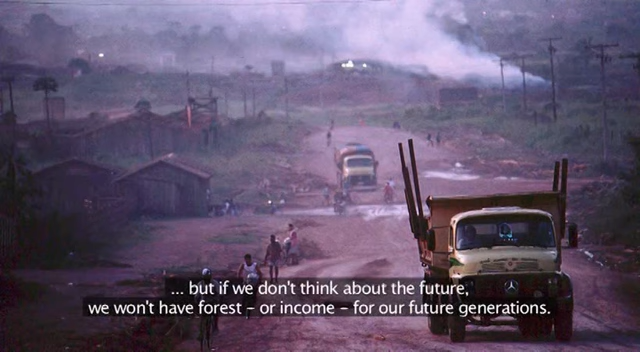 ... but if we don't think about the future,
we won't have forest – or income – for our future generations.